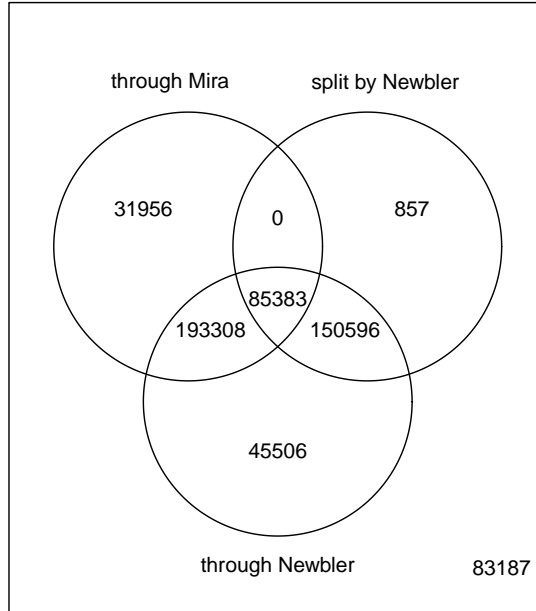 through Mira
split by Newbler
31956
0
857
85383
193308
150596
45506
through Newbler
83187